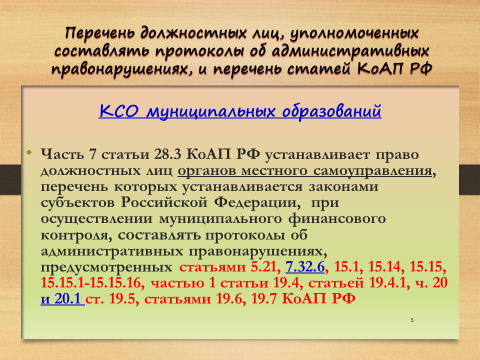 Перечень должностных лиц, уполномоченных
составлять протоколы об административных
правонарушениях, и перечень статей КоАП РФ
КСО муниципальных образований
• Часть 7 статьи 28.3 КоАП РФ устанавливает право
должностных лиц органов местного самоуправления,
перечень которых устанавливается законами
субъектов Российской Федерации, при
осуществлении муниципального финансового
контроля, составлять протоколы об
административных правонарушениях,
предусмотренных статьями 5.21, 7.32.6, 15.1, 15.14, 15.15,
15.15.1-15.15.16, частью 1 статьи 19.4, статьей 19.4.1, ч. 20
и 20.1 ст. 19.5, статьями 19.6, 19.7 КоАП РФ
5